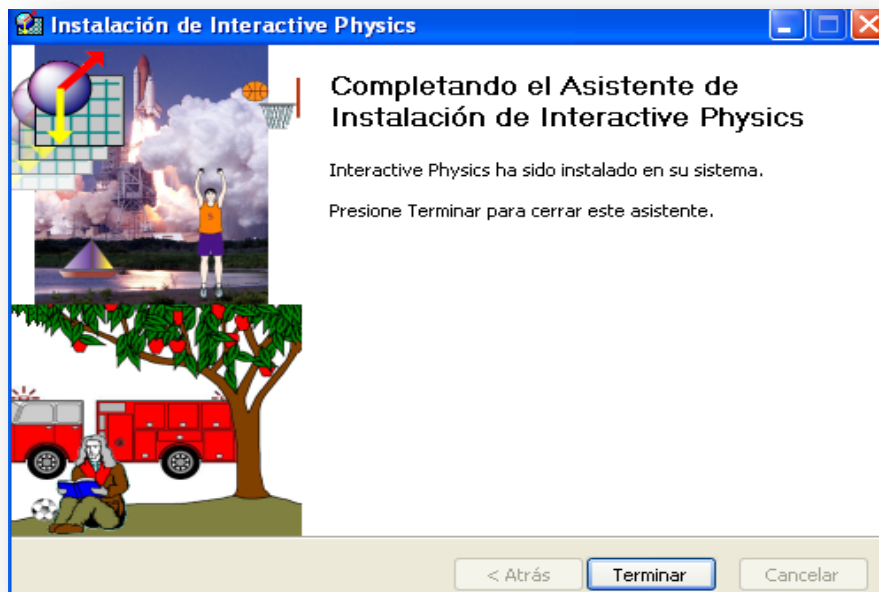 Instalación de Interactive Physics
Completando el Asistente de
Instalación de Interactive Physics
Interactive Physics ha sido instalado en su sistema.
Presione Terminar para cerrar este asistente.
S
< Atrás
Terminar
Cancelar